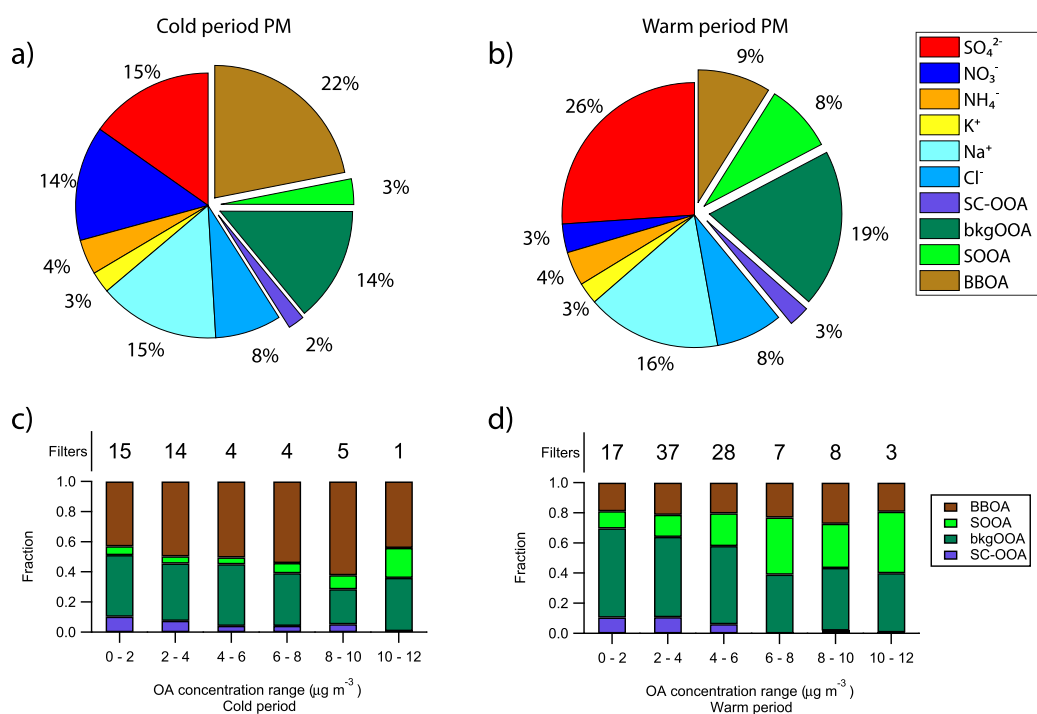 Cold period PM
a)
15%
22%
14%
3%
4%
14%
3%
2%
15%
8%
Warm period PM
b)
9%
26%
8%
3%
19%
4%
3%
3%
16%
8%
SO₄²⁻
NO₃⁻
NH₄⁻
K⁺
Na⁺
Cl⁻
SC-OOA
bkgOOA
SOOA
BBOA
c)
Filters 15 14 4 4 5 1
1.0
0.8
0.6
0.4
0.2
0.0
Fraction
0 - 2 2 - 4 4 - 6 6 - 8 8 - 10 10 - 12
OA concentration range (μg m⁻³)
Cold period
d)
Filters 17 37 28 7 8 3
1.0
0.8
0.6
0.4
0.2
0.0
Fraction
0 - 2 2 - 4 4 - 6 6 - 8 8 - 10 10 - 12
OA concentration range (μg m⁻³)
Warm period
BBOA
SOOA
bkgOOA
SC-OOA